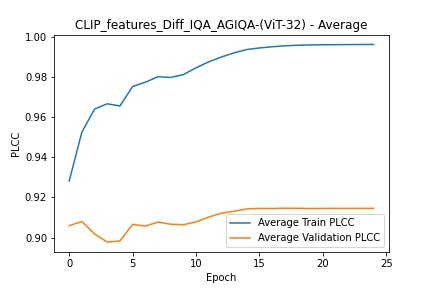 CLIP_features_Diff_IQA_AGIQA-(ViT-32) - Average
1.00
0.98
0.96
0.94
0.92
0.90
PLCC
Average Train PLCC
Average Validation PLCC
0 5 10 15 20 25
Epoch